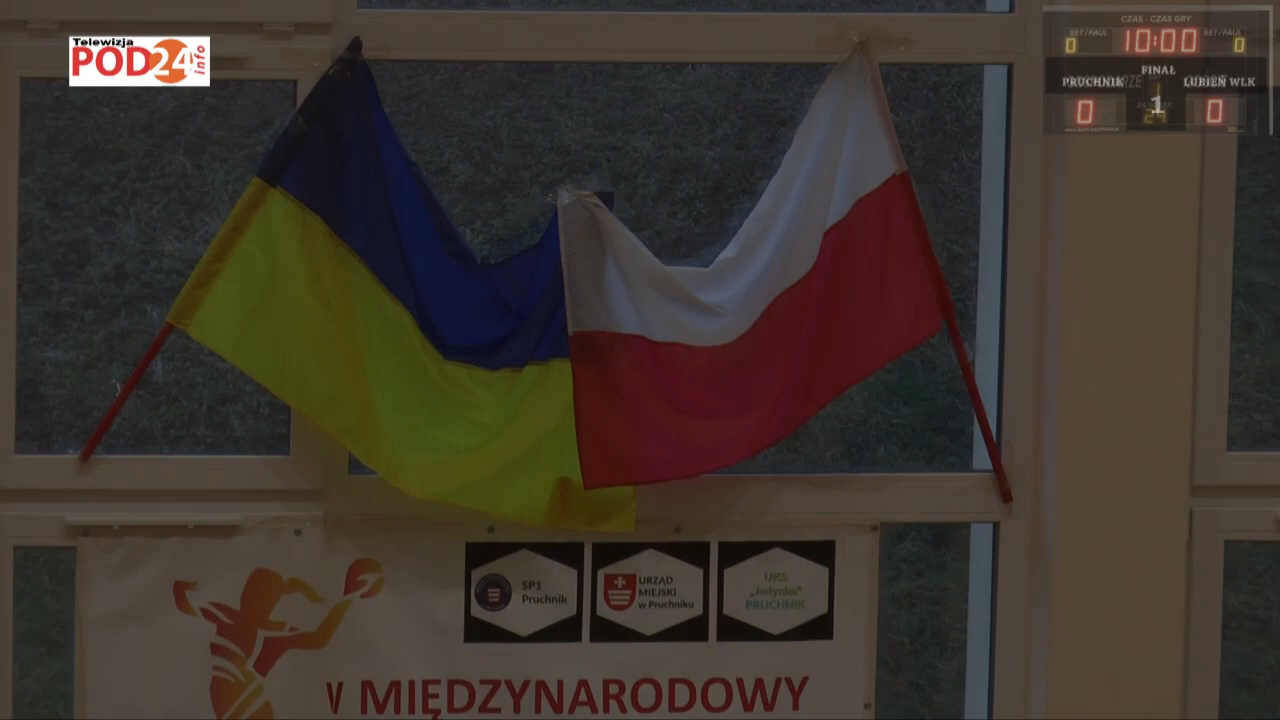 Telewizja
POD24
info
CZAS - CZAS GRY
SET/FAUL
SET/FAUL
0
10:00
0
FINAŁ
PRUCHNIK
LUBIEŃ WLK
0
1
0
SP1
Pruchnik
URZĄD
MIEJSKI
w Pruchniku
UKS
„Jedynka"
PRUCHNIK
V MIĘDZYNARODOWY